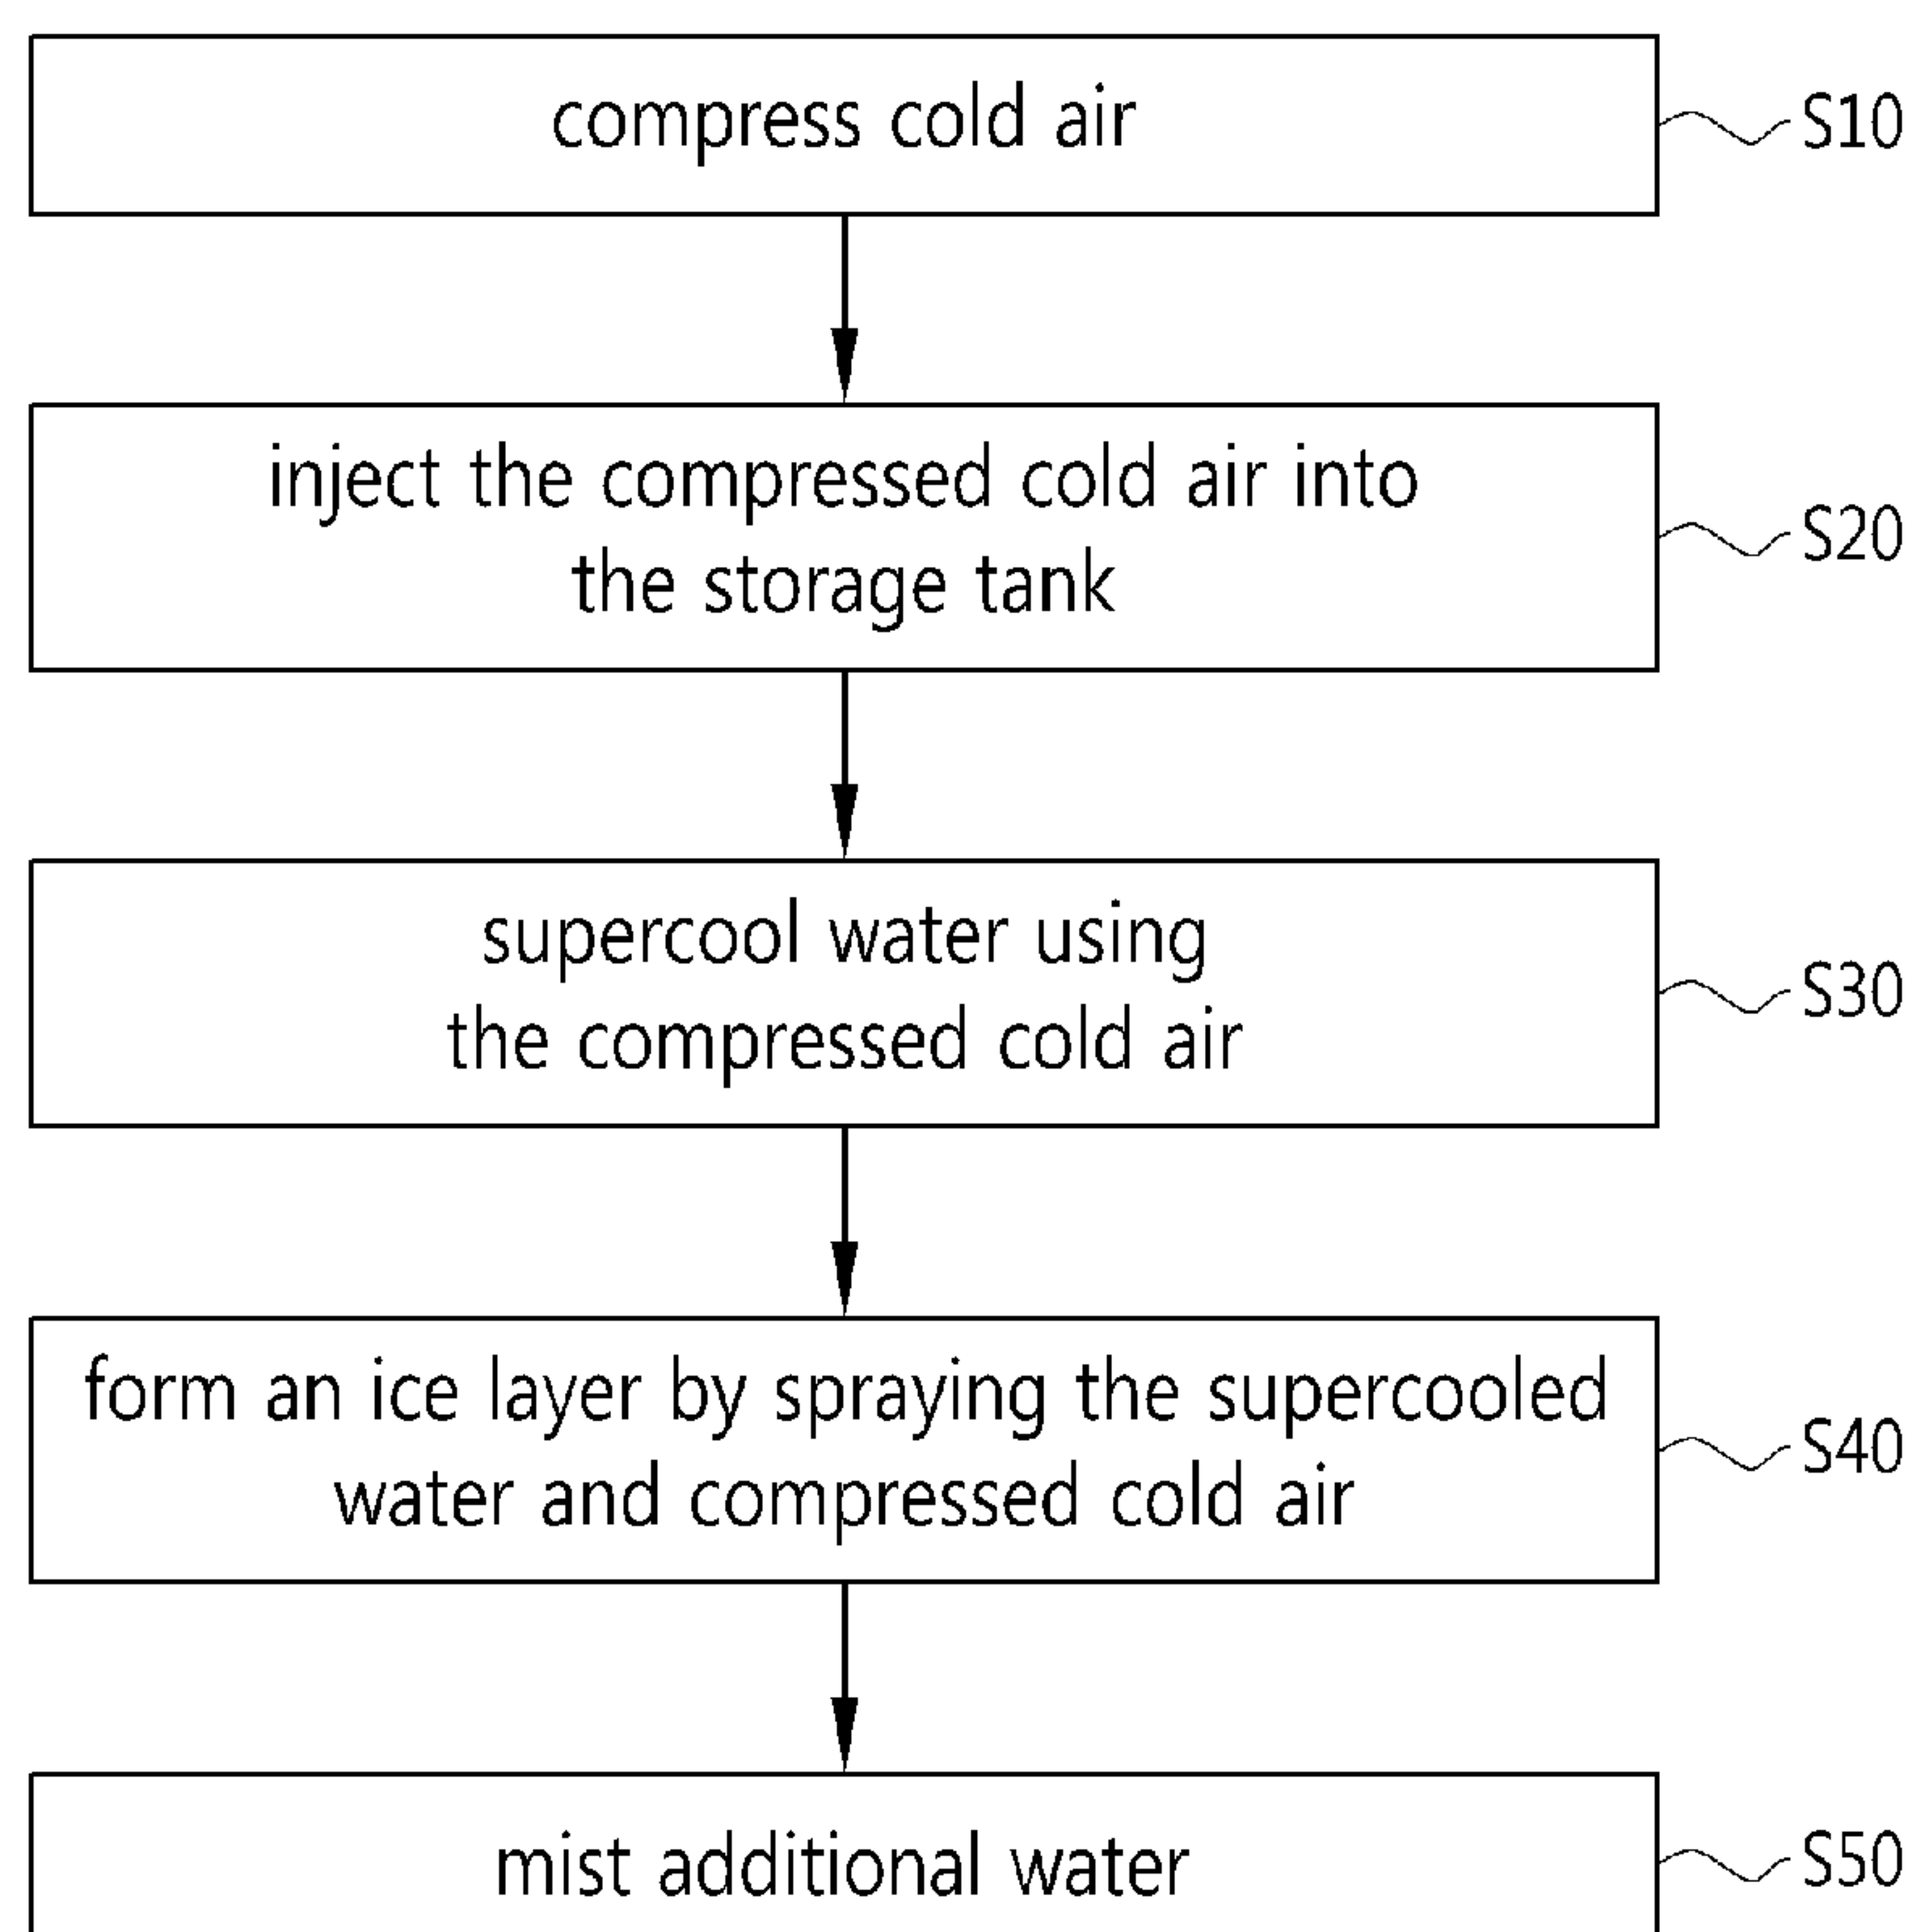 compress cold air
S10
inject the compressed cold air into
the storage tank
S20
supercool water using
the compressed cold air
S30
form an ice layer by spraying the supercooled
water and compressed cold air
S40
mist additional water
S50